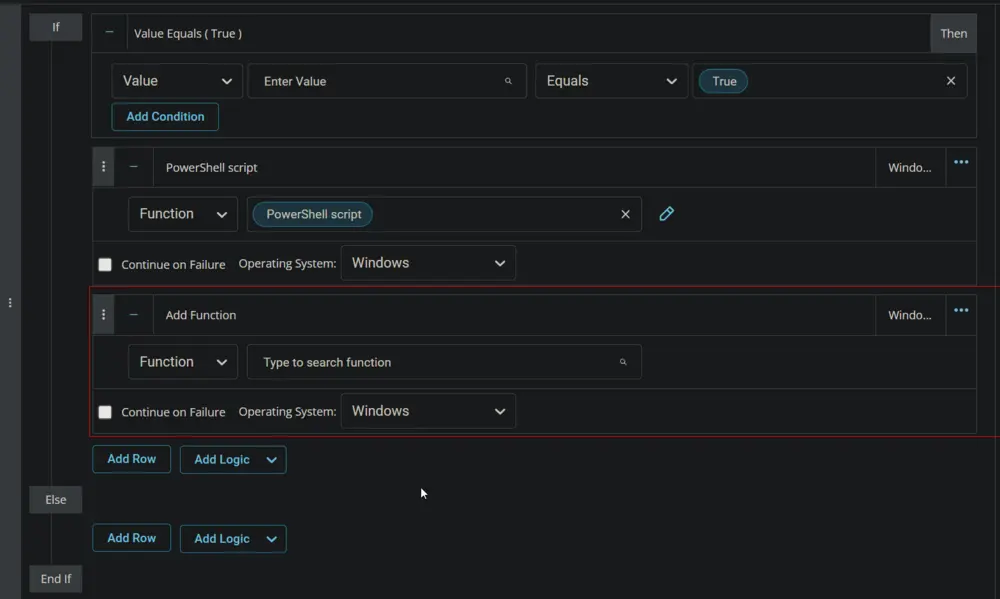 If
Value Equals ( True )
Then
Value
Enter Value
Equals
True
Add Condition
PowerShell script
Windo...
Function
PowerShell script
Continue on Failure
Operating System:
Windows
Add Function
Windo...
Function
Type to search function
Continue on Failure
Operating System:
Windows
Add Row
Add Logic
Else
Add Row
Add Logic
End If